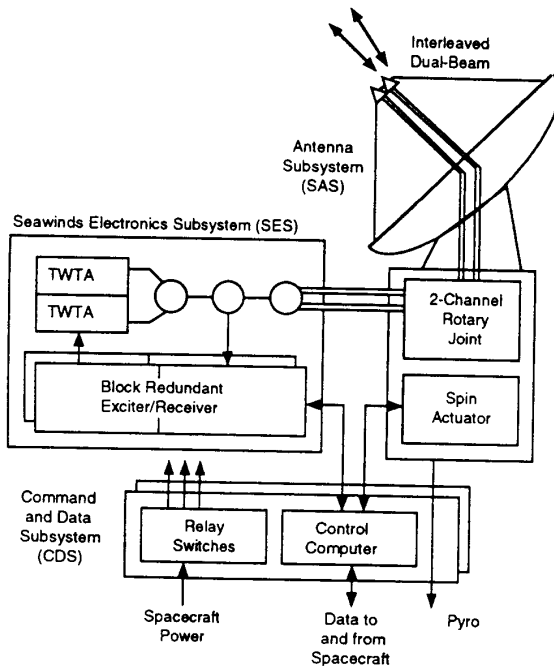 Interleaved
Dual-Beam
Antenna
Subsystem
(SAS)
Seawinds Electronics Subsystem (SES)
TWTA
TWTA
2-Channel
Rotary
Joint
Block Redundant
Exciter/Receiver
Spin
Actuator
Command
and Data
Subsystem
(CDS)
Relay
Switches
Control
Computer
Spacecraft
Power
Data to
and from
Spacecraft
Pyro